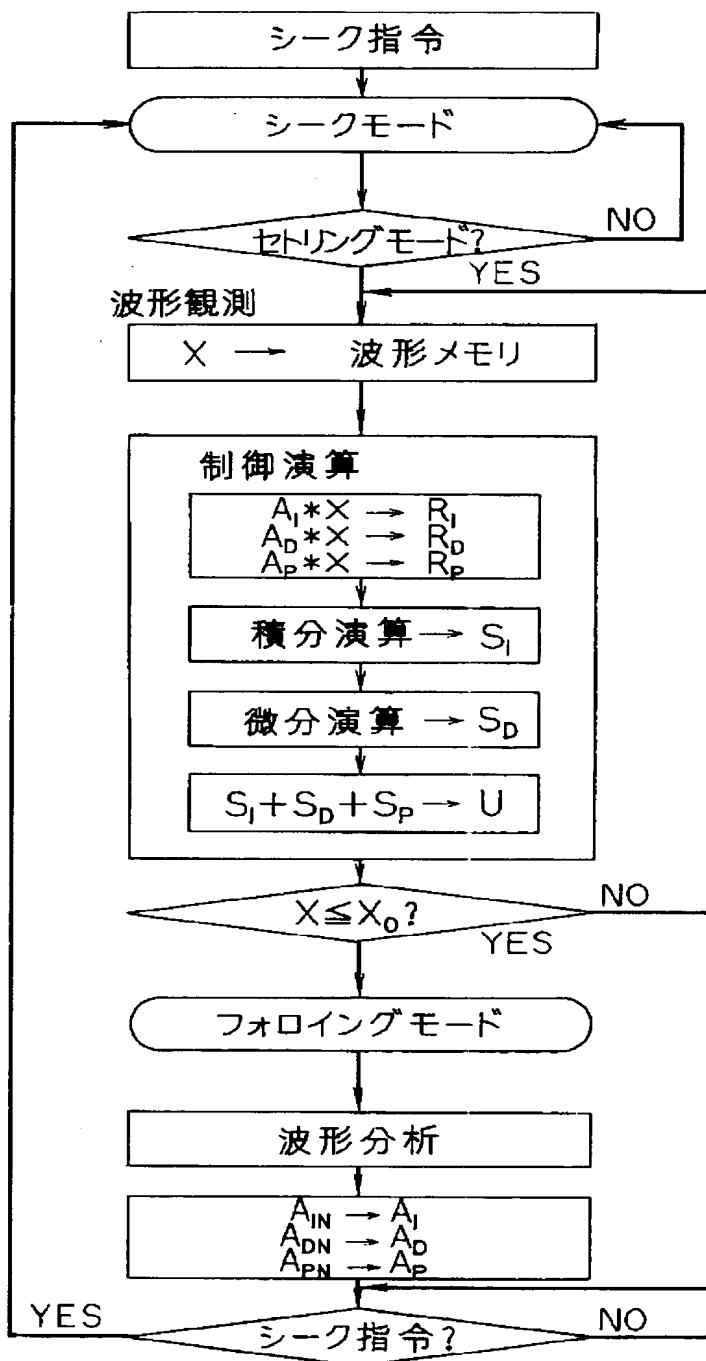 シーク指令
シークモード
セトリングモード?
NO
YES
波形観測
X → 波形メモリ
制御演算
A_I*X → R_I
A_D*X → R_D
A_P*X → R_P
積分演算→ S_I
微分演算→ S_D
S_I+S_D+S_P→ U
X≦X_0?
NO
YES
フォロイングモード
波形分析
A_IN → A_I
A_DN → A_D
A_PN → A_P
YES
シーク指令?
NO